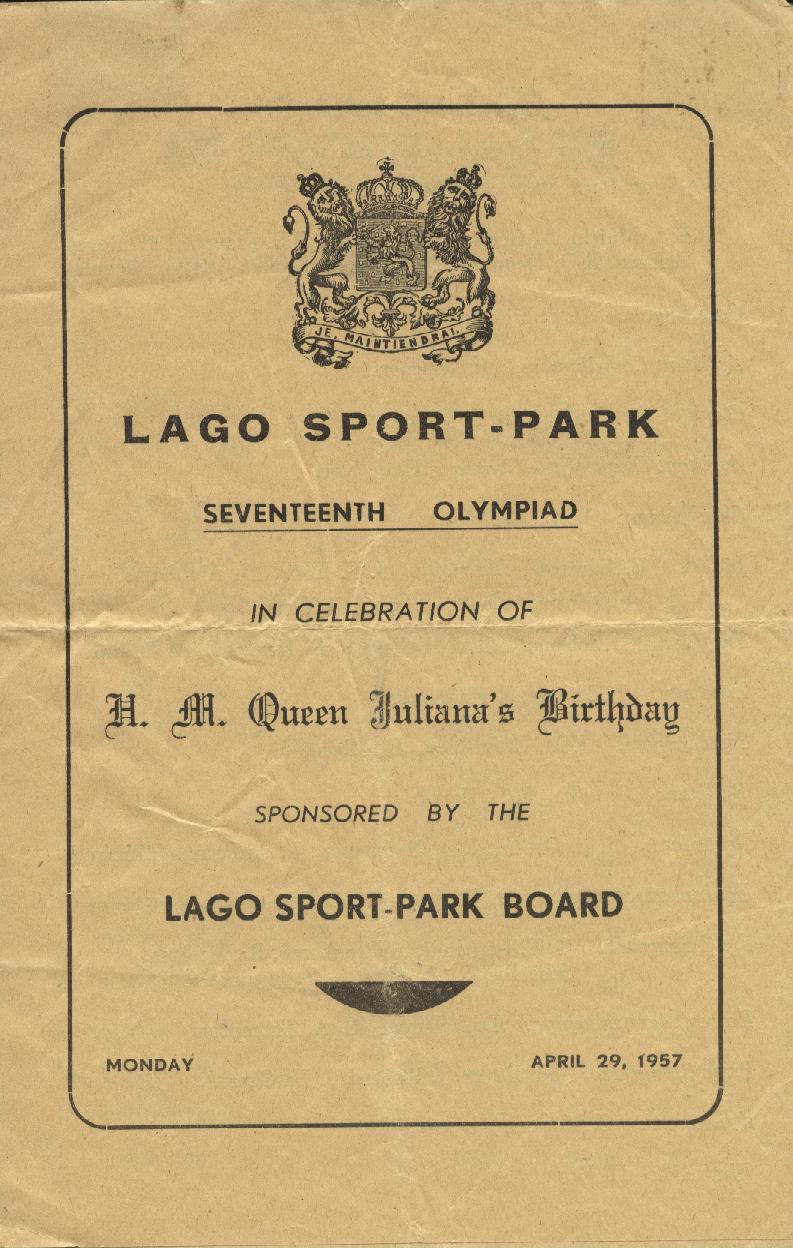 JE MAINTIENDRAI.
LAGO SPORT-PARK
SEVENTEENTH OLYMPIAD
IN CELEBRATION OF
H. M. Queen Juliana's Birthday
SPONSORED BY THE
LAGO SPORT-PARK BOARD
MONDAY APRIL 29, 1957